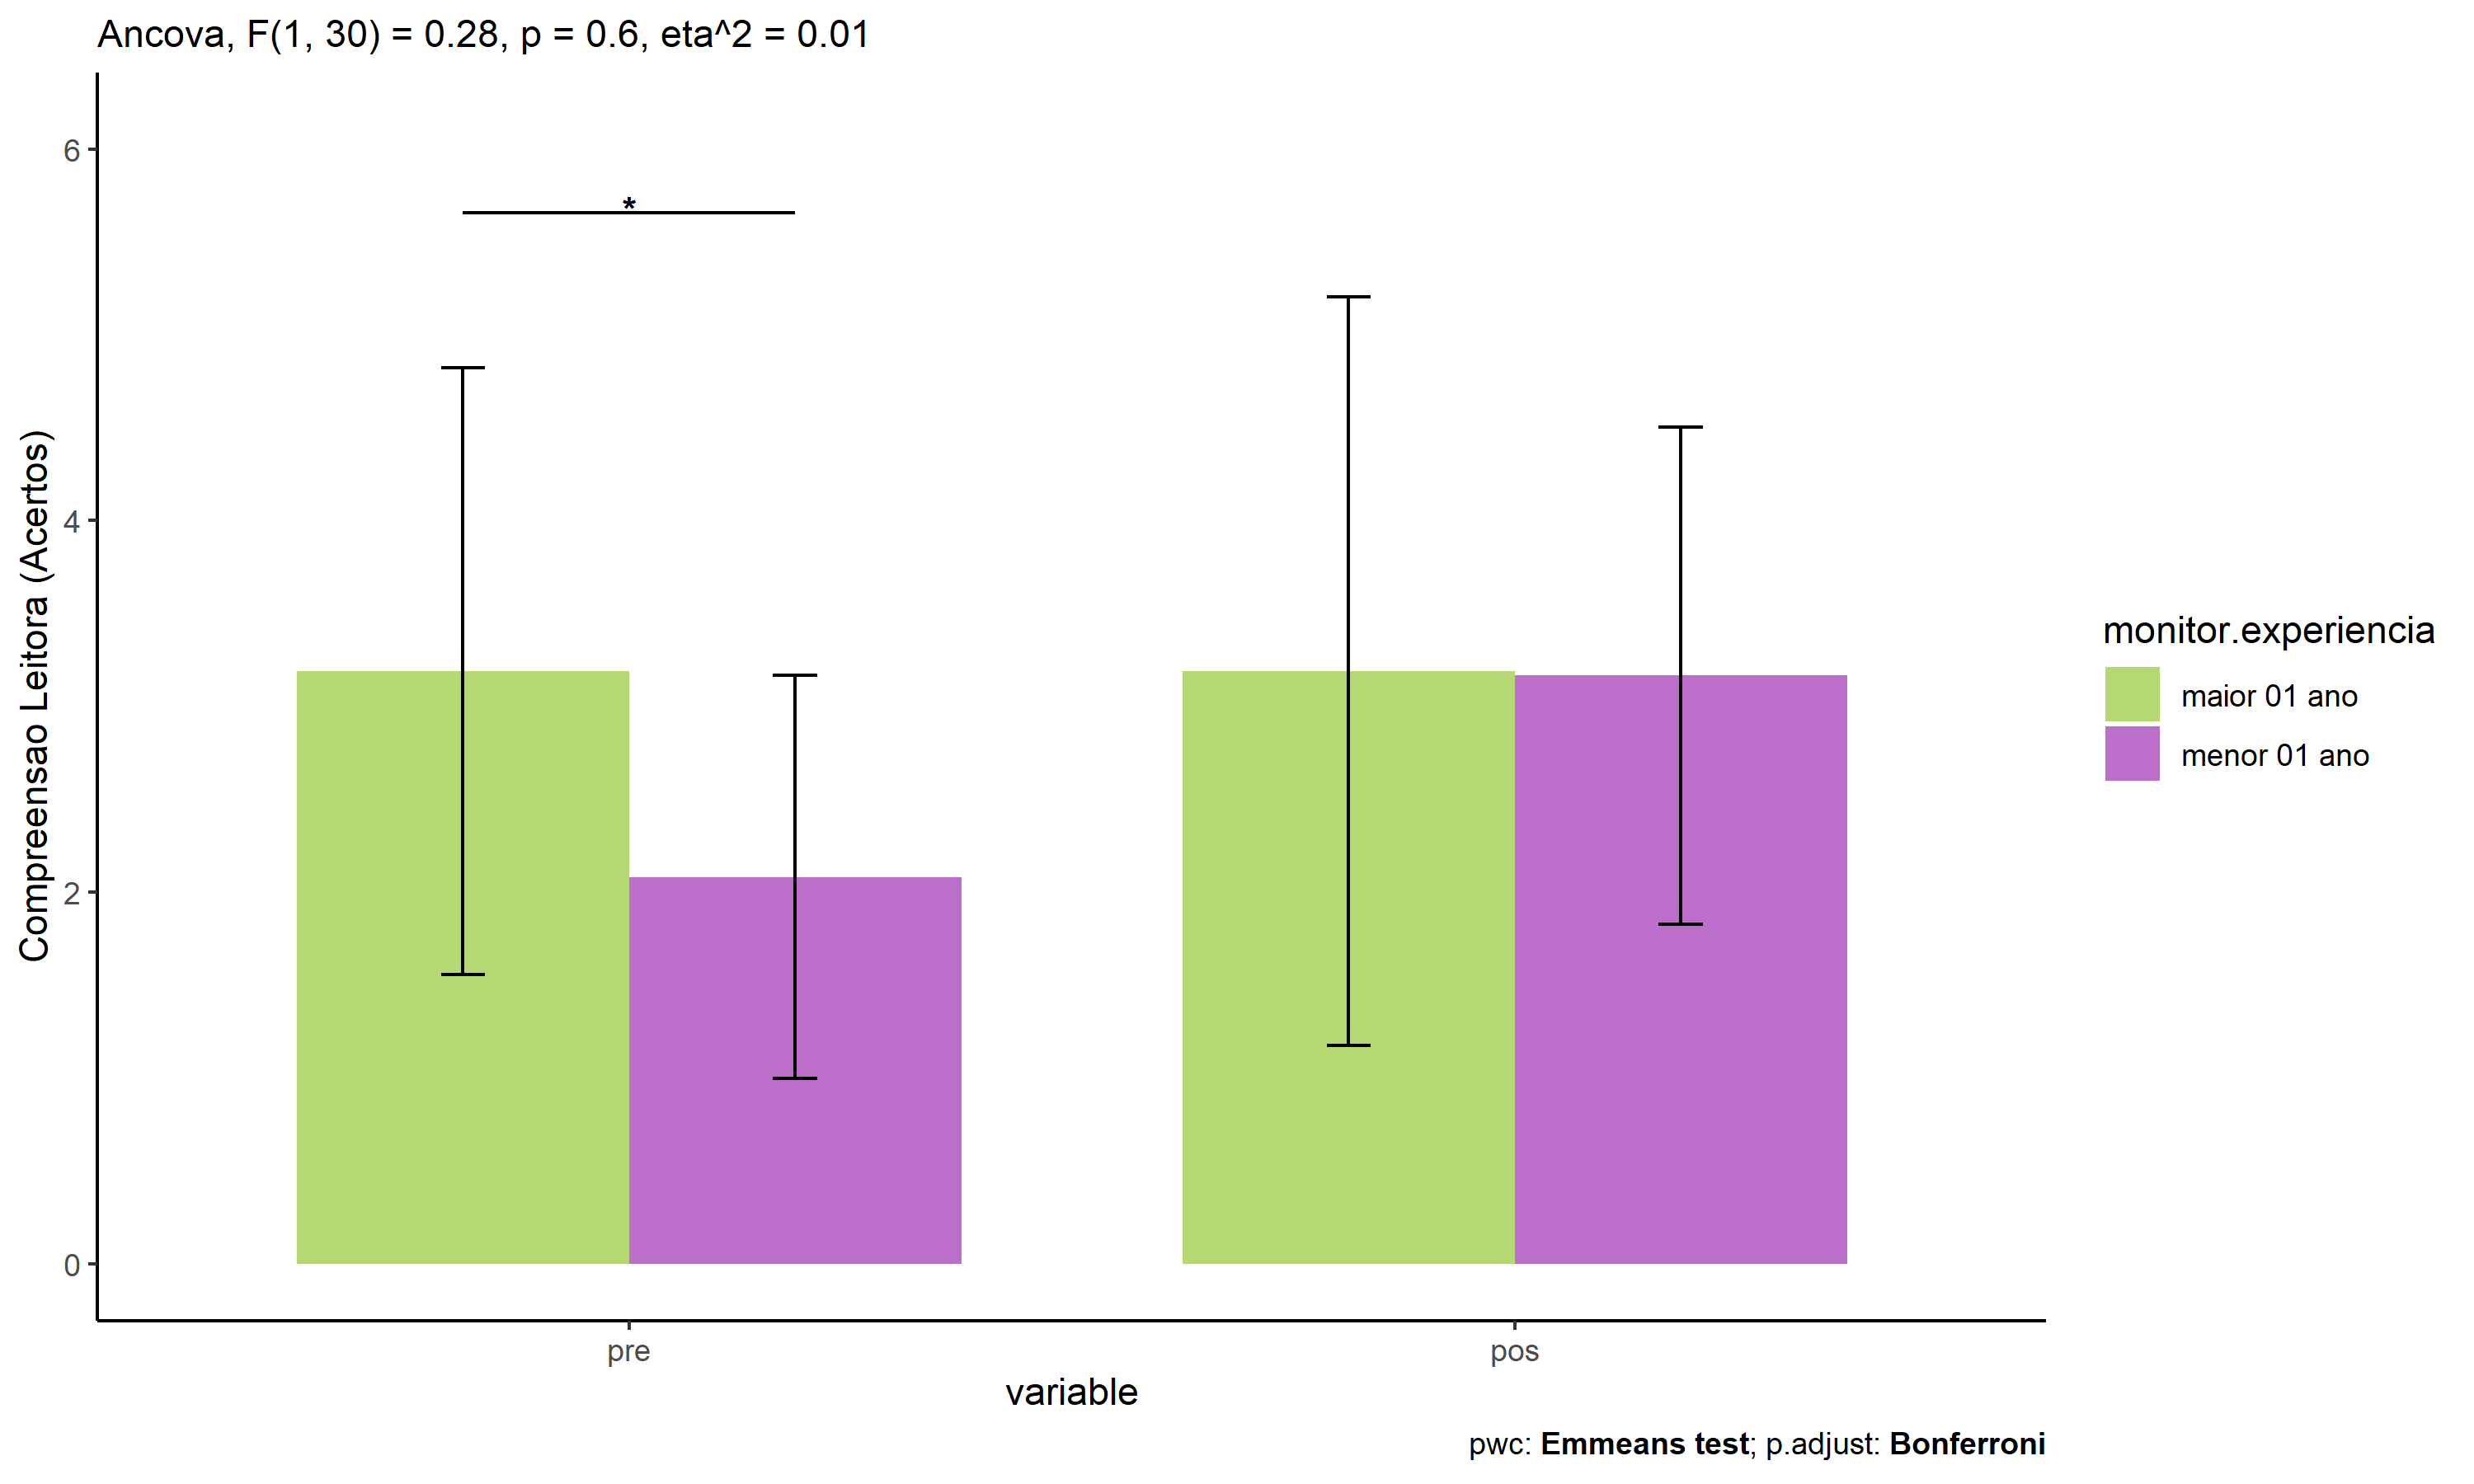 Ancova, F(1, 30) = 0.28, p = 0.6, eta^2 = 0.01
Compreensao Leitora (Acertos)
6
4
2
0
*
pre
pos
variable
monitor.experiencia
maior 01 ano
menor 01 ano
pwc: Emmeans test; p.adjust: Bonferroni